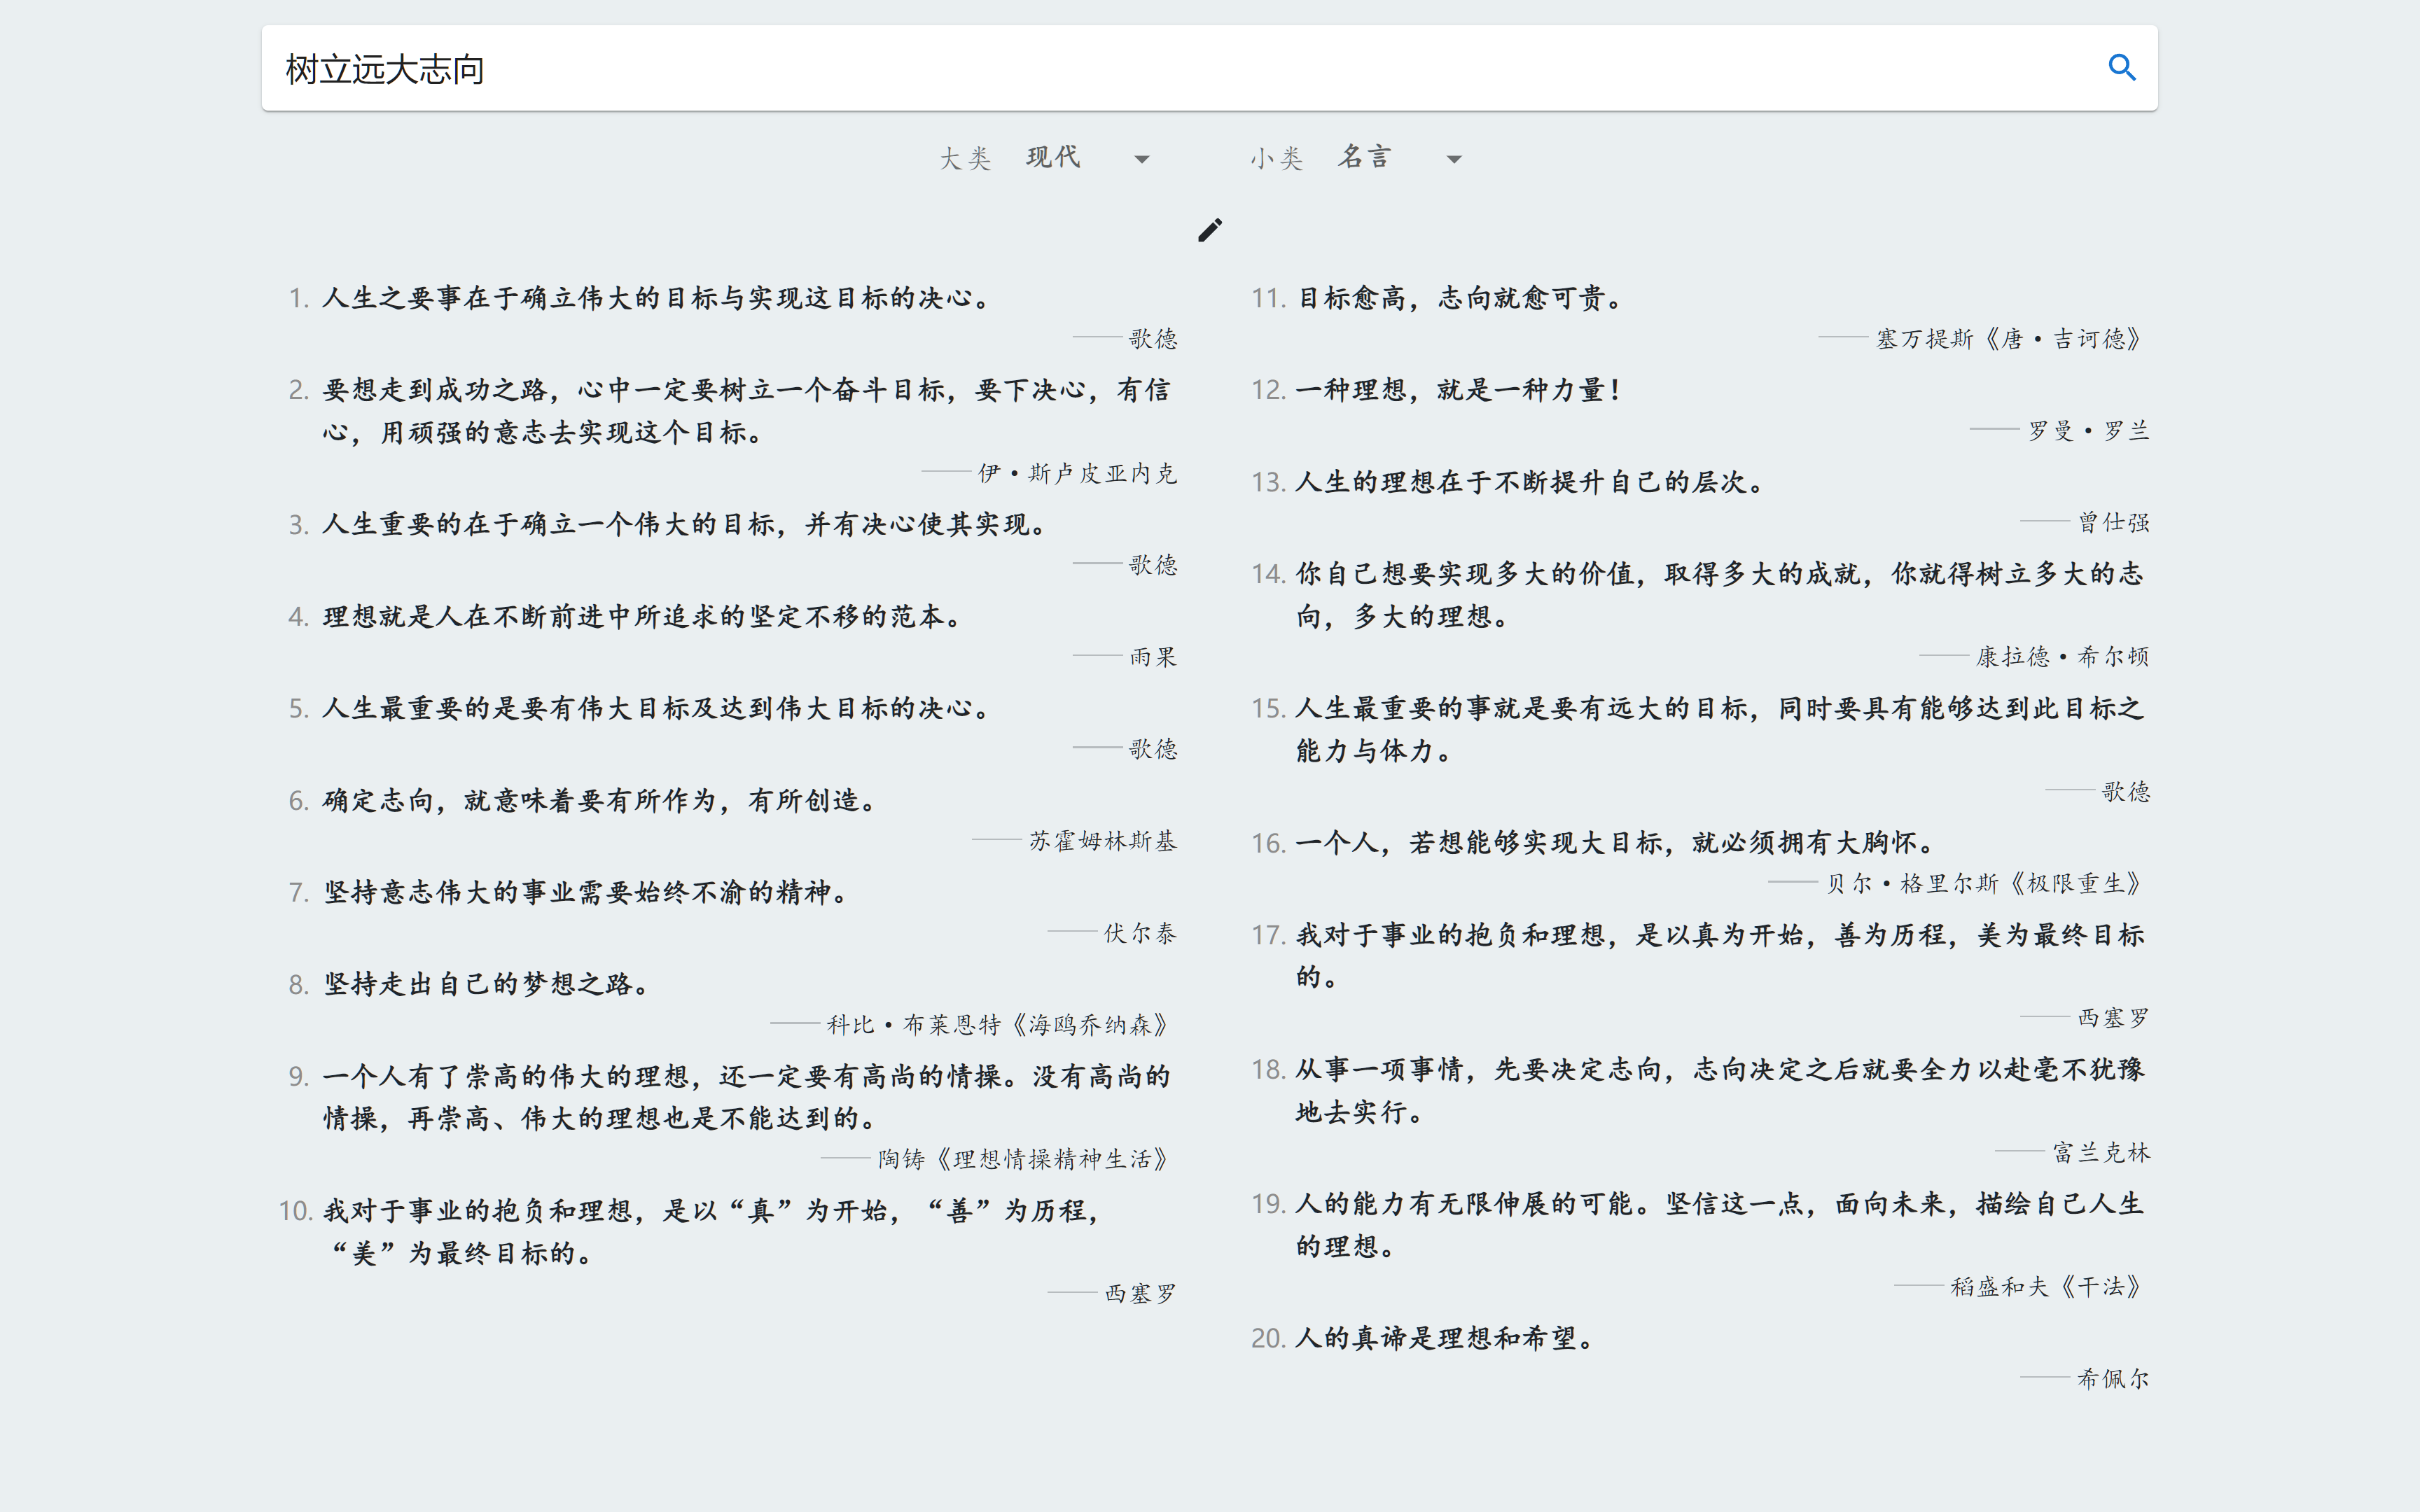 树立远大志向
大类 现代 小类 名言
1. 人生之要事在于确立伟大的目标与实现这目标的决心。
——歌德
2. 要想走到成功之路，心中一定要树立一个奋斗目标，要下决心，有信
心，用顽强的意志去实现这个目标。
——伊·斯卢皮亚内克
3. 人生重要的在于确立一个伟大的目标，并有决心使其实现。
——歌德
4. 理想就是人在不断前进中所追求的坚定不移的范本。
——雨果
5. 人生最重要的是要有伟大目标及达到伟大目标的决心。
——歌德
6. 确定志向，就意味着要有所作为，有所创造。
——苏霍姆林斯基
7. 坚持意志伟大的事业需要始终不渝的精神。
——伏尔泰
8. 坚持走出自己的梦想之路。
——科比·布莱恩特《海鸥乔纳森》
9. 一个人有了崇高的伟大的理想，还一定要有高尚的情操。没有高尚的
情操，再崇高、伟大的理想也是不能达到的。
——陶铸《理想情操精神生活》
10. 我对于事业的抱负和理想，是以“真”为开始，“善”为历程，
“美”为最终目标的。
——西塞罗
11. 目标愈高，志向就愈可贵。
——塞万提斯《唐·吉诃德》
12. 一种理想，就是一种力量！
——罗曼·罗兰
13. 人生的理想在于不断提升自己的层次。
——曾仕强
14. 你自己想要实现多大的价值，取得多大的成就，你就得树立多大的志
向，多大的理想。
——康拉德·希尔顿
15. 人生最重要的事就是要有远大的目标，同时要具有能够达到此目标之
能力与体力。
——歌德
16. 一个人，若想能够实现大目标，就必须拥有大胸怀。
——贝尔·格里尔斯《极限重生》
17. 我对于事业的抱负和理想，是以真为开始，善为历程，美为最终目标
的。
——西塞罗
18. 从事一项事情，先要决定志向，志向决定之后就要全力以赴毫不犹豫
地去实行。
——富兰克林
19. 人的能力有无限伸展的可能。坚信这一点，面向未来，描绘自己人生
的理想。
——稻盛和夫《干法》
20. 人的真谛是理想和希望。
——希佩尔